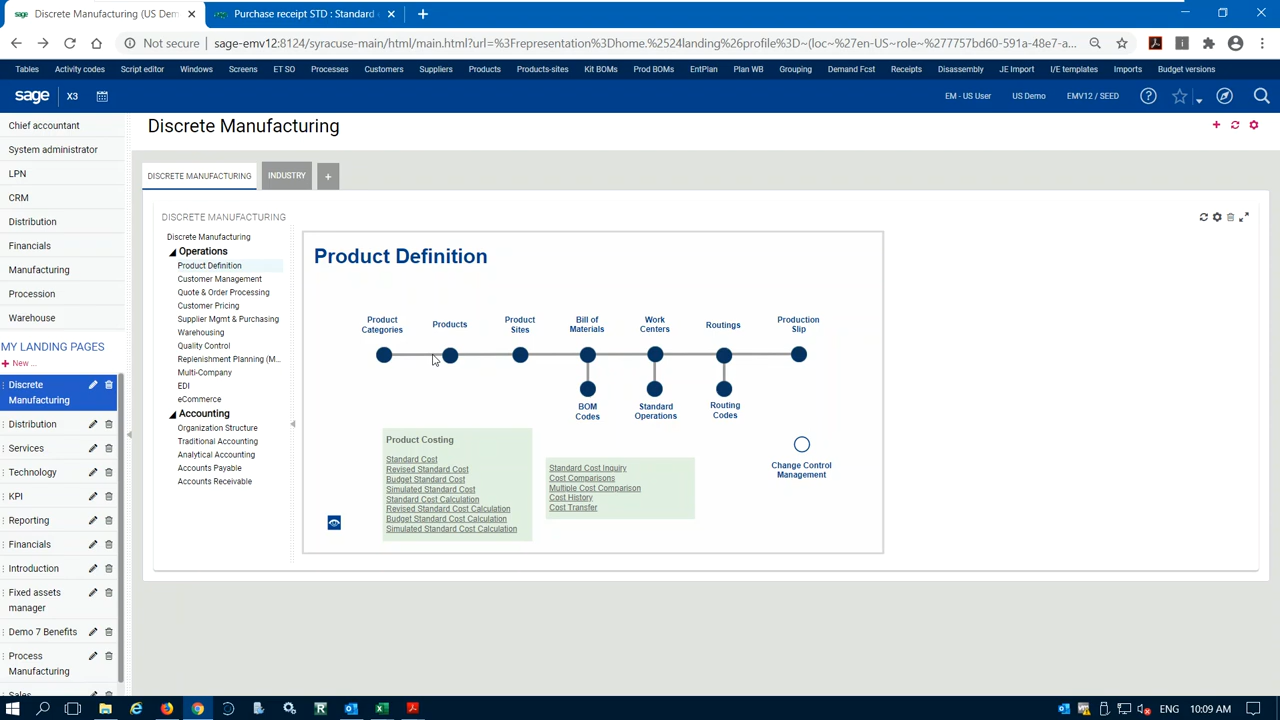 Discrete Manufacturing (US Dem
Purchase receipt STD : Standard
Not secure
sage-emv12:8124/syracuse-main/html/main.html?url=%3Frepresentation%3Dhome.%2524landing%26profile%3D~(loc~%27en-US~role~%277757bd60-591a-48e7-a...
Tables
Activity codes
Script editor
Windows
Screens
ET SO
Processes
Customers
Suppliers
Products
Products-sites
Kit BOMs
Prod BOMs
EntPlan
Plan WB
Grouping
Demand Fcst
Receipts
Disassembly
JE Import
I/E templates
Imports
Budget versions
sage
X3
EM - US User
US Demo
EMV12 / SEED
Chief accountant
System administrator
LPN
CRM
Distribution
Financials
Manufacturing
Procession
Warehouse
MY LANDING PAGES
+ New ...
Discrete
Manufacturing
Distribution
Services
Technology
KPI
Reporting
Financials
Introduction
Fixed assets
manager
Demo 7 Benefits
Process
Manufacturing
Sales
Discrete Manufacturing
DISCRETE MANUFACTURING
INDUSTRY
+
DISCRETE MANUFACTURING
Discrete Manufacturing
Operations
Product Definition
Customer Management
Quote & Order Processing
Customer Pricing
Supplier Mgmt & Purchasing
Warehousing
Quality Control
Replenishment Planning (M...
Multi-Company
EDI
eCommerce
Accounting
Organization Structure
Traditional Accounting
Analytical Accounting
Accounts Payable
Accounts Receivable
Product Definition
Product
Categories
Products
Product
Sites
Bill of
Materials
Work
Centers
Routings
Production
Slip
BOM
Codes
Standard
Operations
Routing
Codes
Product Costing
Standard Cost
Revised Standard Cost
Budget Standard Cost
Simulated Standard Cost
Standard Cost Calculation
Revised Standard Cost Calculation
Budget Standard Cost Calculation
Simulated Standard Cost Calculation
Standard Cost Inquiry
Cost Comparisons
Multiple Cost Comparison
Cost History
Cost Transfer
Change Control
Management
ENG
10:09 AM